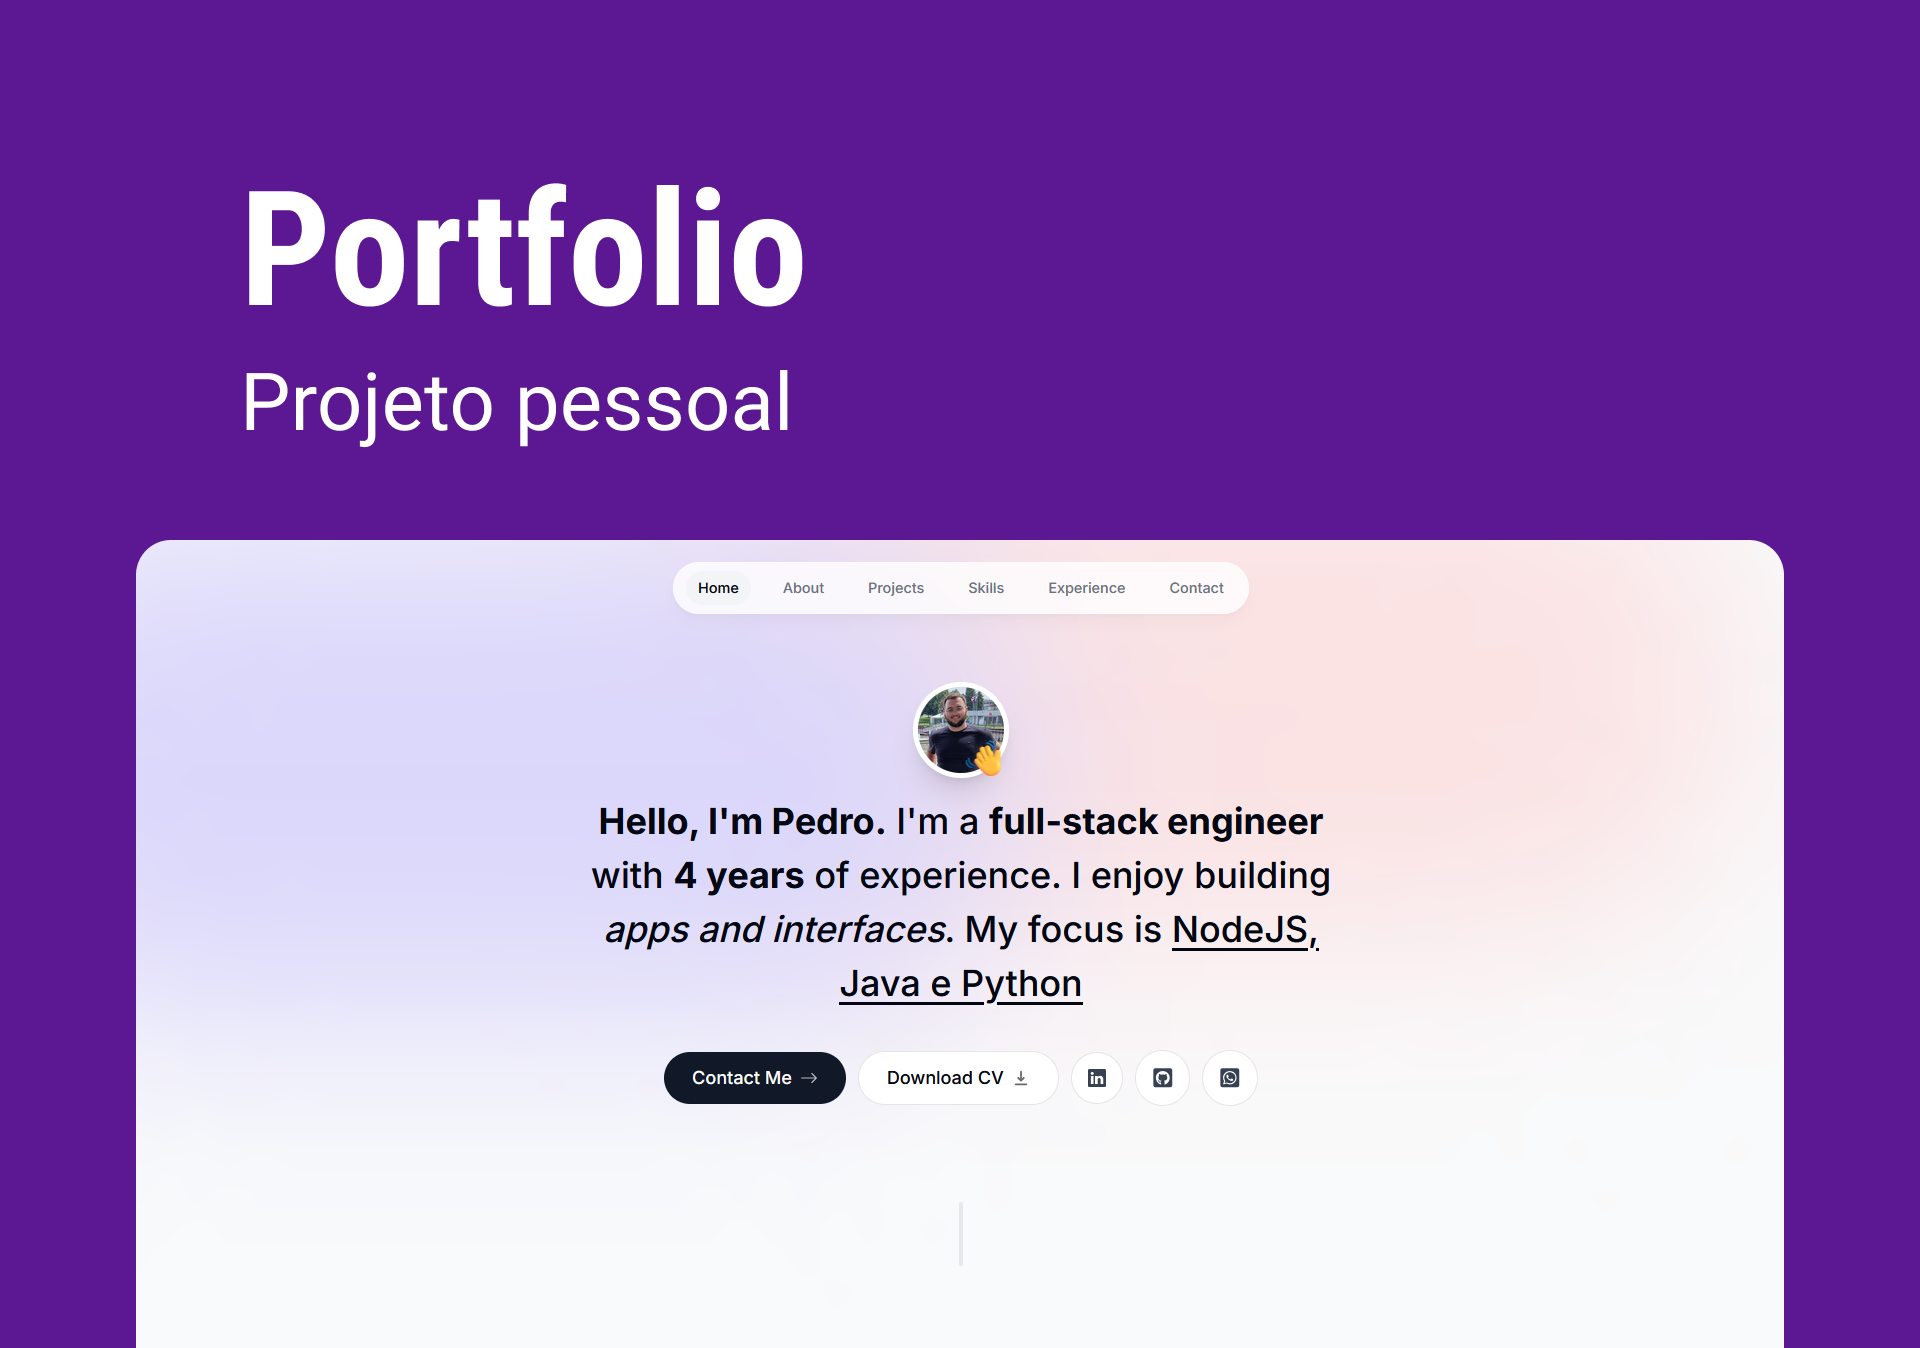 Portfolio
Projeto pessoal
Home About Projects Skills Experience Contact
Hello, I'm Pedro. I'm a full-stack engineer
with 4 years of experience. I enjoy building
apps and interfaces. My focus is NodeJS,
Java e Python
Contact Me Download CV in